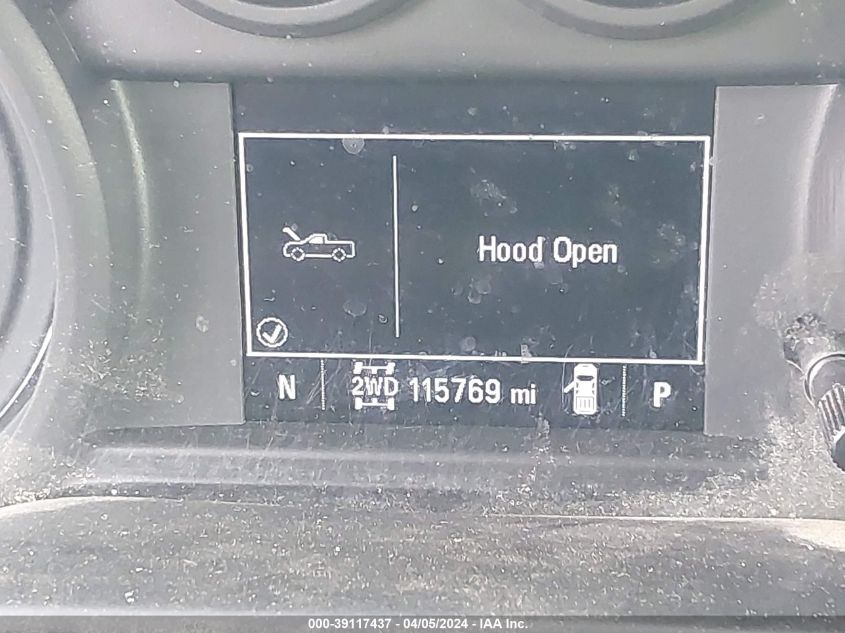 Hood Open
N 2WD 115769 mi P
000-39117437 - 04/05/2024 - IAA Inc.